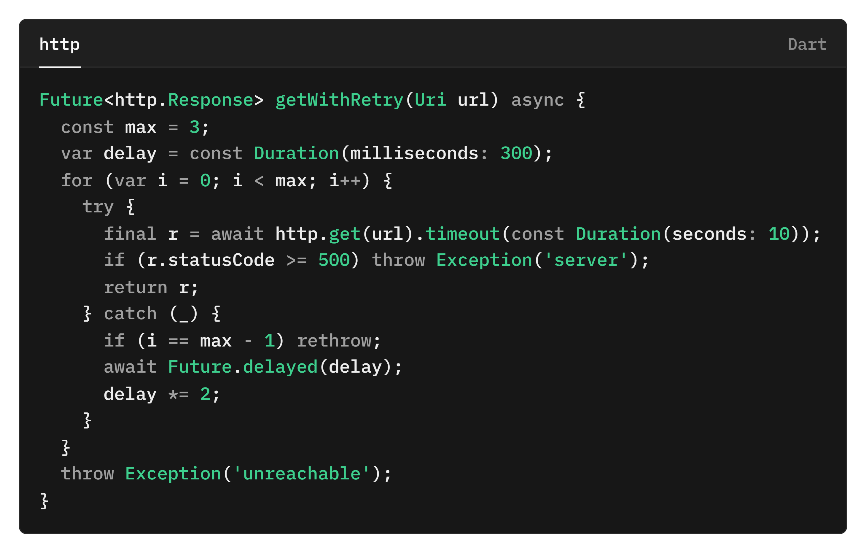 http
Dart
Future<http.Response> getWithRetry(Uri url) async {
  const max = 3;
  var delay = const Duration(milliseconds: 300);
  for (var i = 0; i < max; i++) {
    try {
      final r = await http.get(url).timeout(const Duration(seconds: 10));
      if (r.statusCode >= 500) throw Exception('server');
      return r;
    } catch (_) {
      if (i == max - 1) rethrow;
      await Future.delayed(delay);
      delay *= 2;
    }
  }
  throw Exception('unreachable');
}